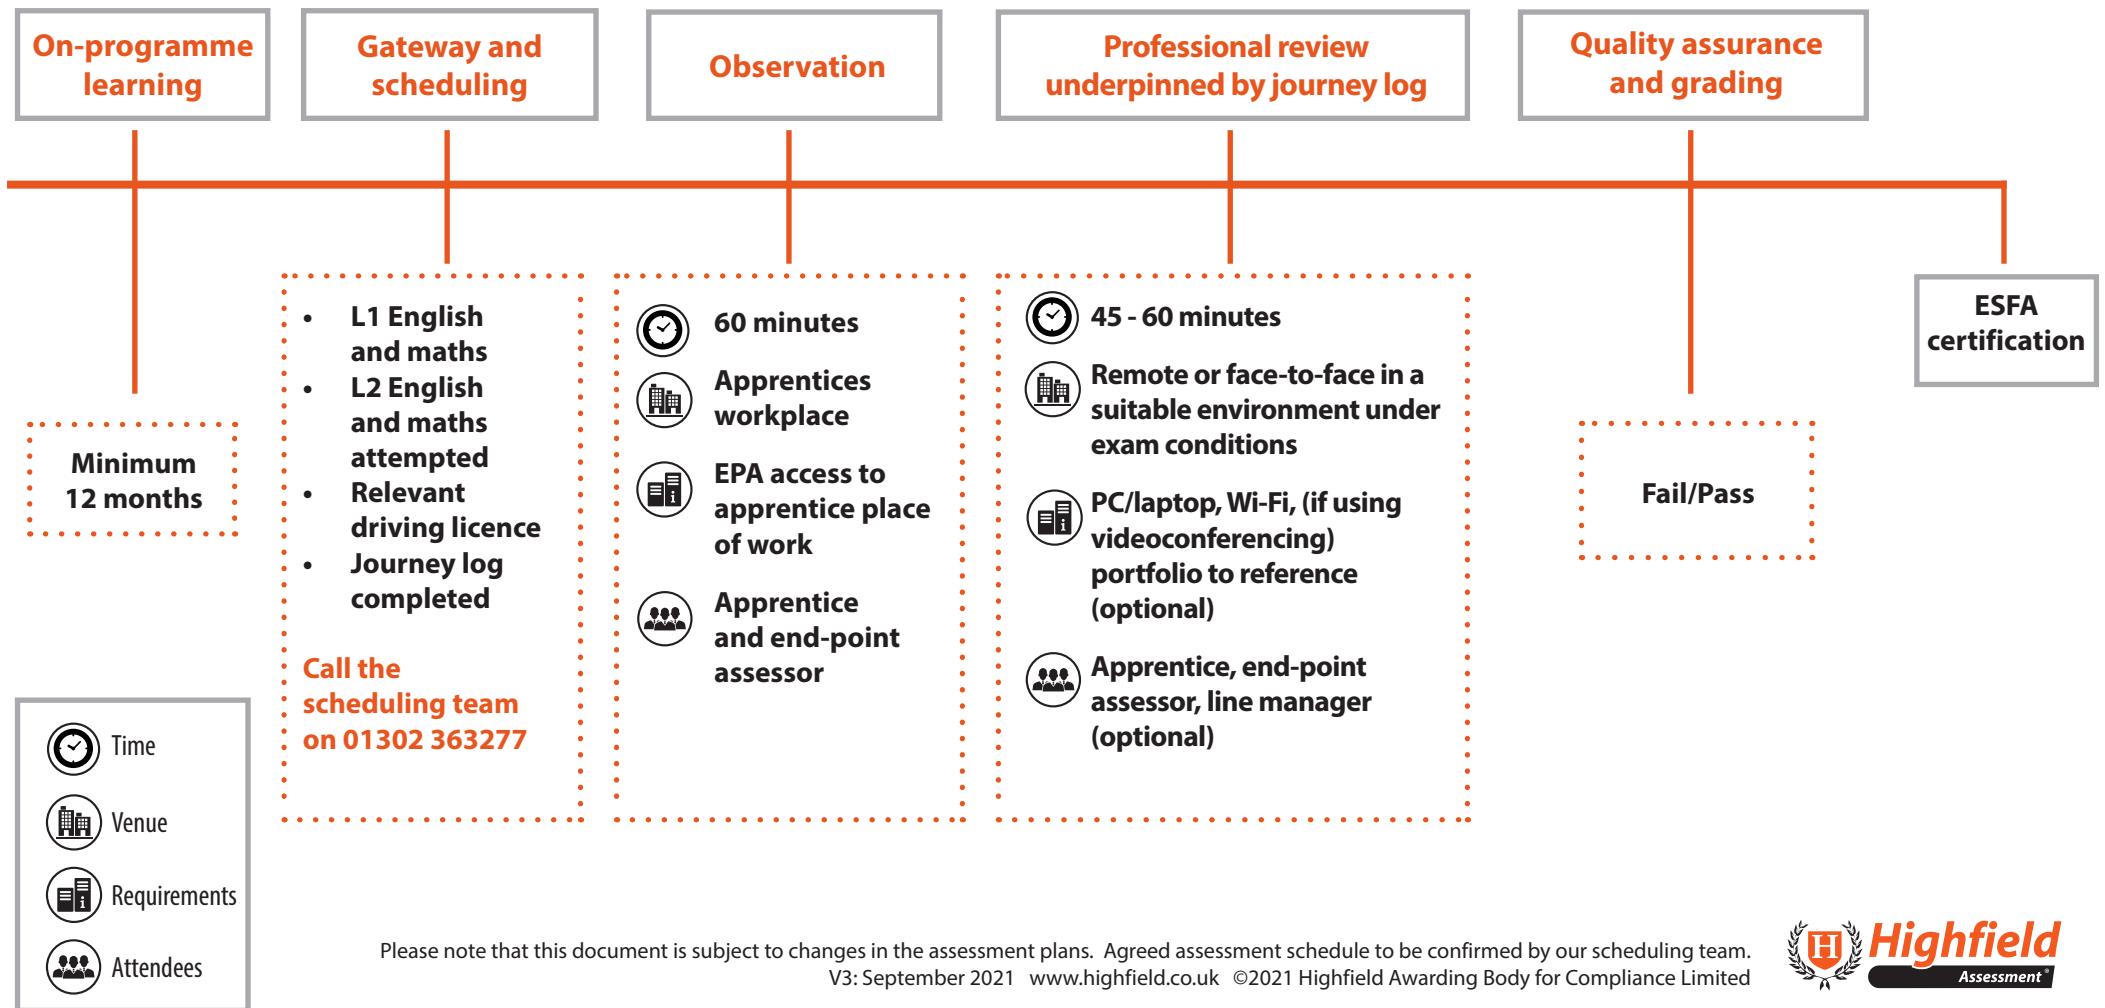 On-programme
learning
Gateway and
scheduling
Observation
Professional review
underpinned by journey log
Quality assurance
and grading
Minimum
12 months
• L1 English
and maths
• L2 English
and maths
attempted
• Relevant
driving licence
• Journey log
completed
Call the
scheduling team
on 01302 363277
60 minutes
Apprentices
workplace
EPA access to
apprentice place
of work
Apprentice
and end-point
assessor
45 - 60 minutes
Remote or face-to-face in a
suitable environment under
exam conditions
PC/laptop, Wi-Fi, (if using
videoconferencing)
portfolio to reference
(optional)
Apprentice, end-point
assessor, line manager
(optional)
Fail/Pass
ESFA
certification
Time
Venue
Requirements
Attendees
Please note that this document is subject to changes in the assessment plans. Agreed assessment schedule to be confirmed by our scheduling team.
V3: September 2021 www.highfield.co.uk ©2021 Highfield Awarding Body for Compliance Limited
H
Highfield
Assessment®